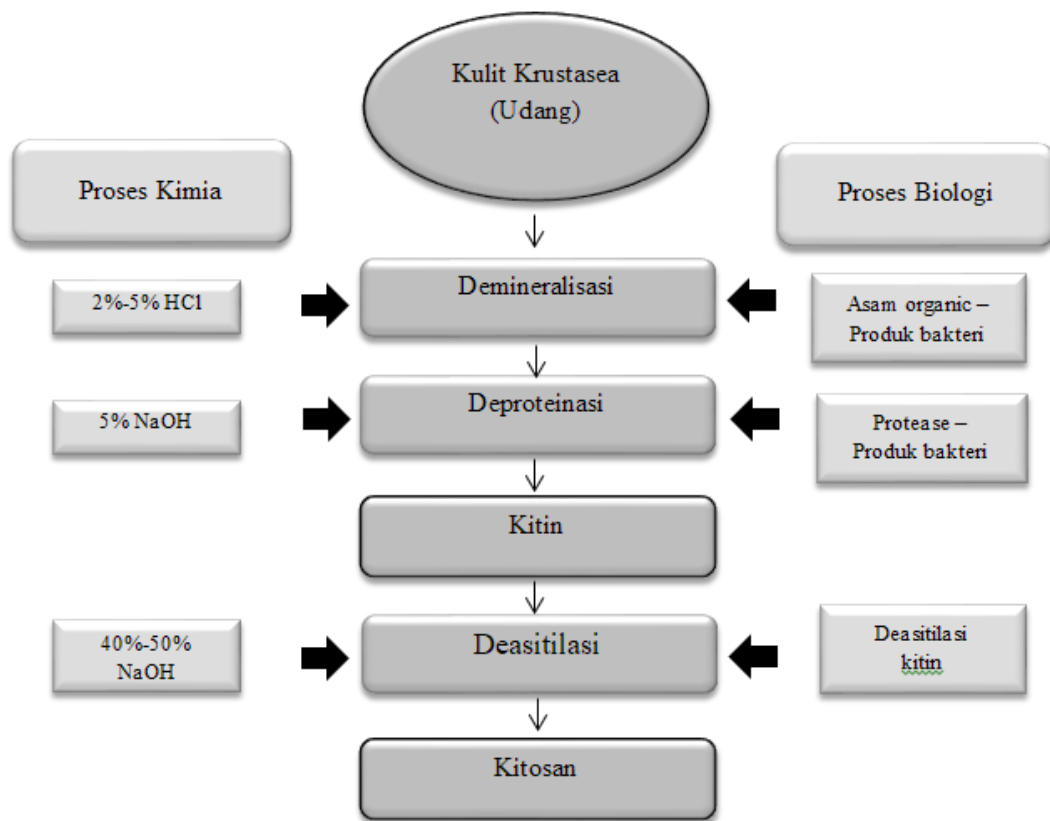 Kulit Krustasea
(Udang)
Proses Kimia
Proses Biologi
2%-5% HCl
Demineralisasi
Asam organic –
Produk bakteri
5% NaOH
Deproteinasi
Protease –
Produk bakteri
Kitin
40%-50%
NaOH
Deasitilasi
Deasitilasi
kitin
Kitosan